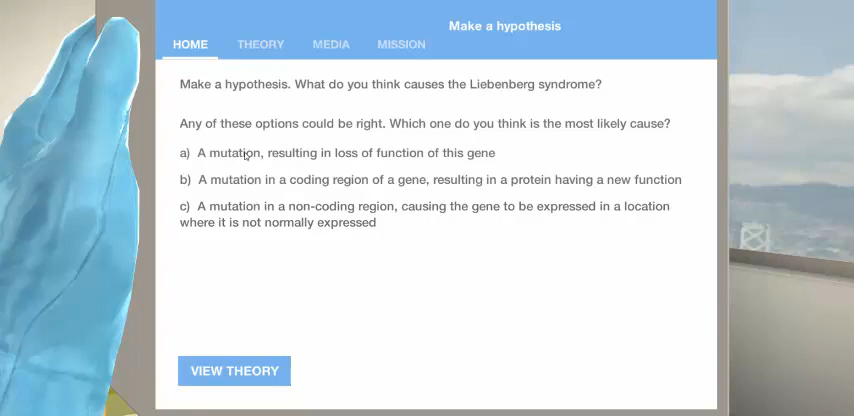 Make a hypothesis
HOME THEORY MEDIA MISSION
Make a hypothesis. What do you think causes the Liebenberg syndrome?
Any of these options could be right. Which one do you think is the most likely cause?
a) A mutation, resulting in loss of function of this gene
b) A mutation in a coding region of a gene, resulting in a protein having a new function
c) A mutation in a non-coding region, causing the gene to be expressed in a location
where it is not normally expressed
VIEW THEORY